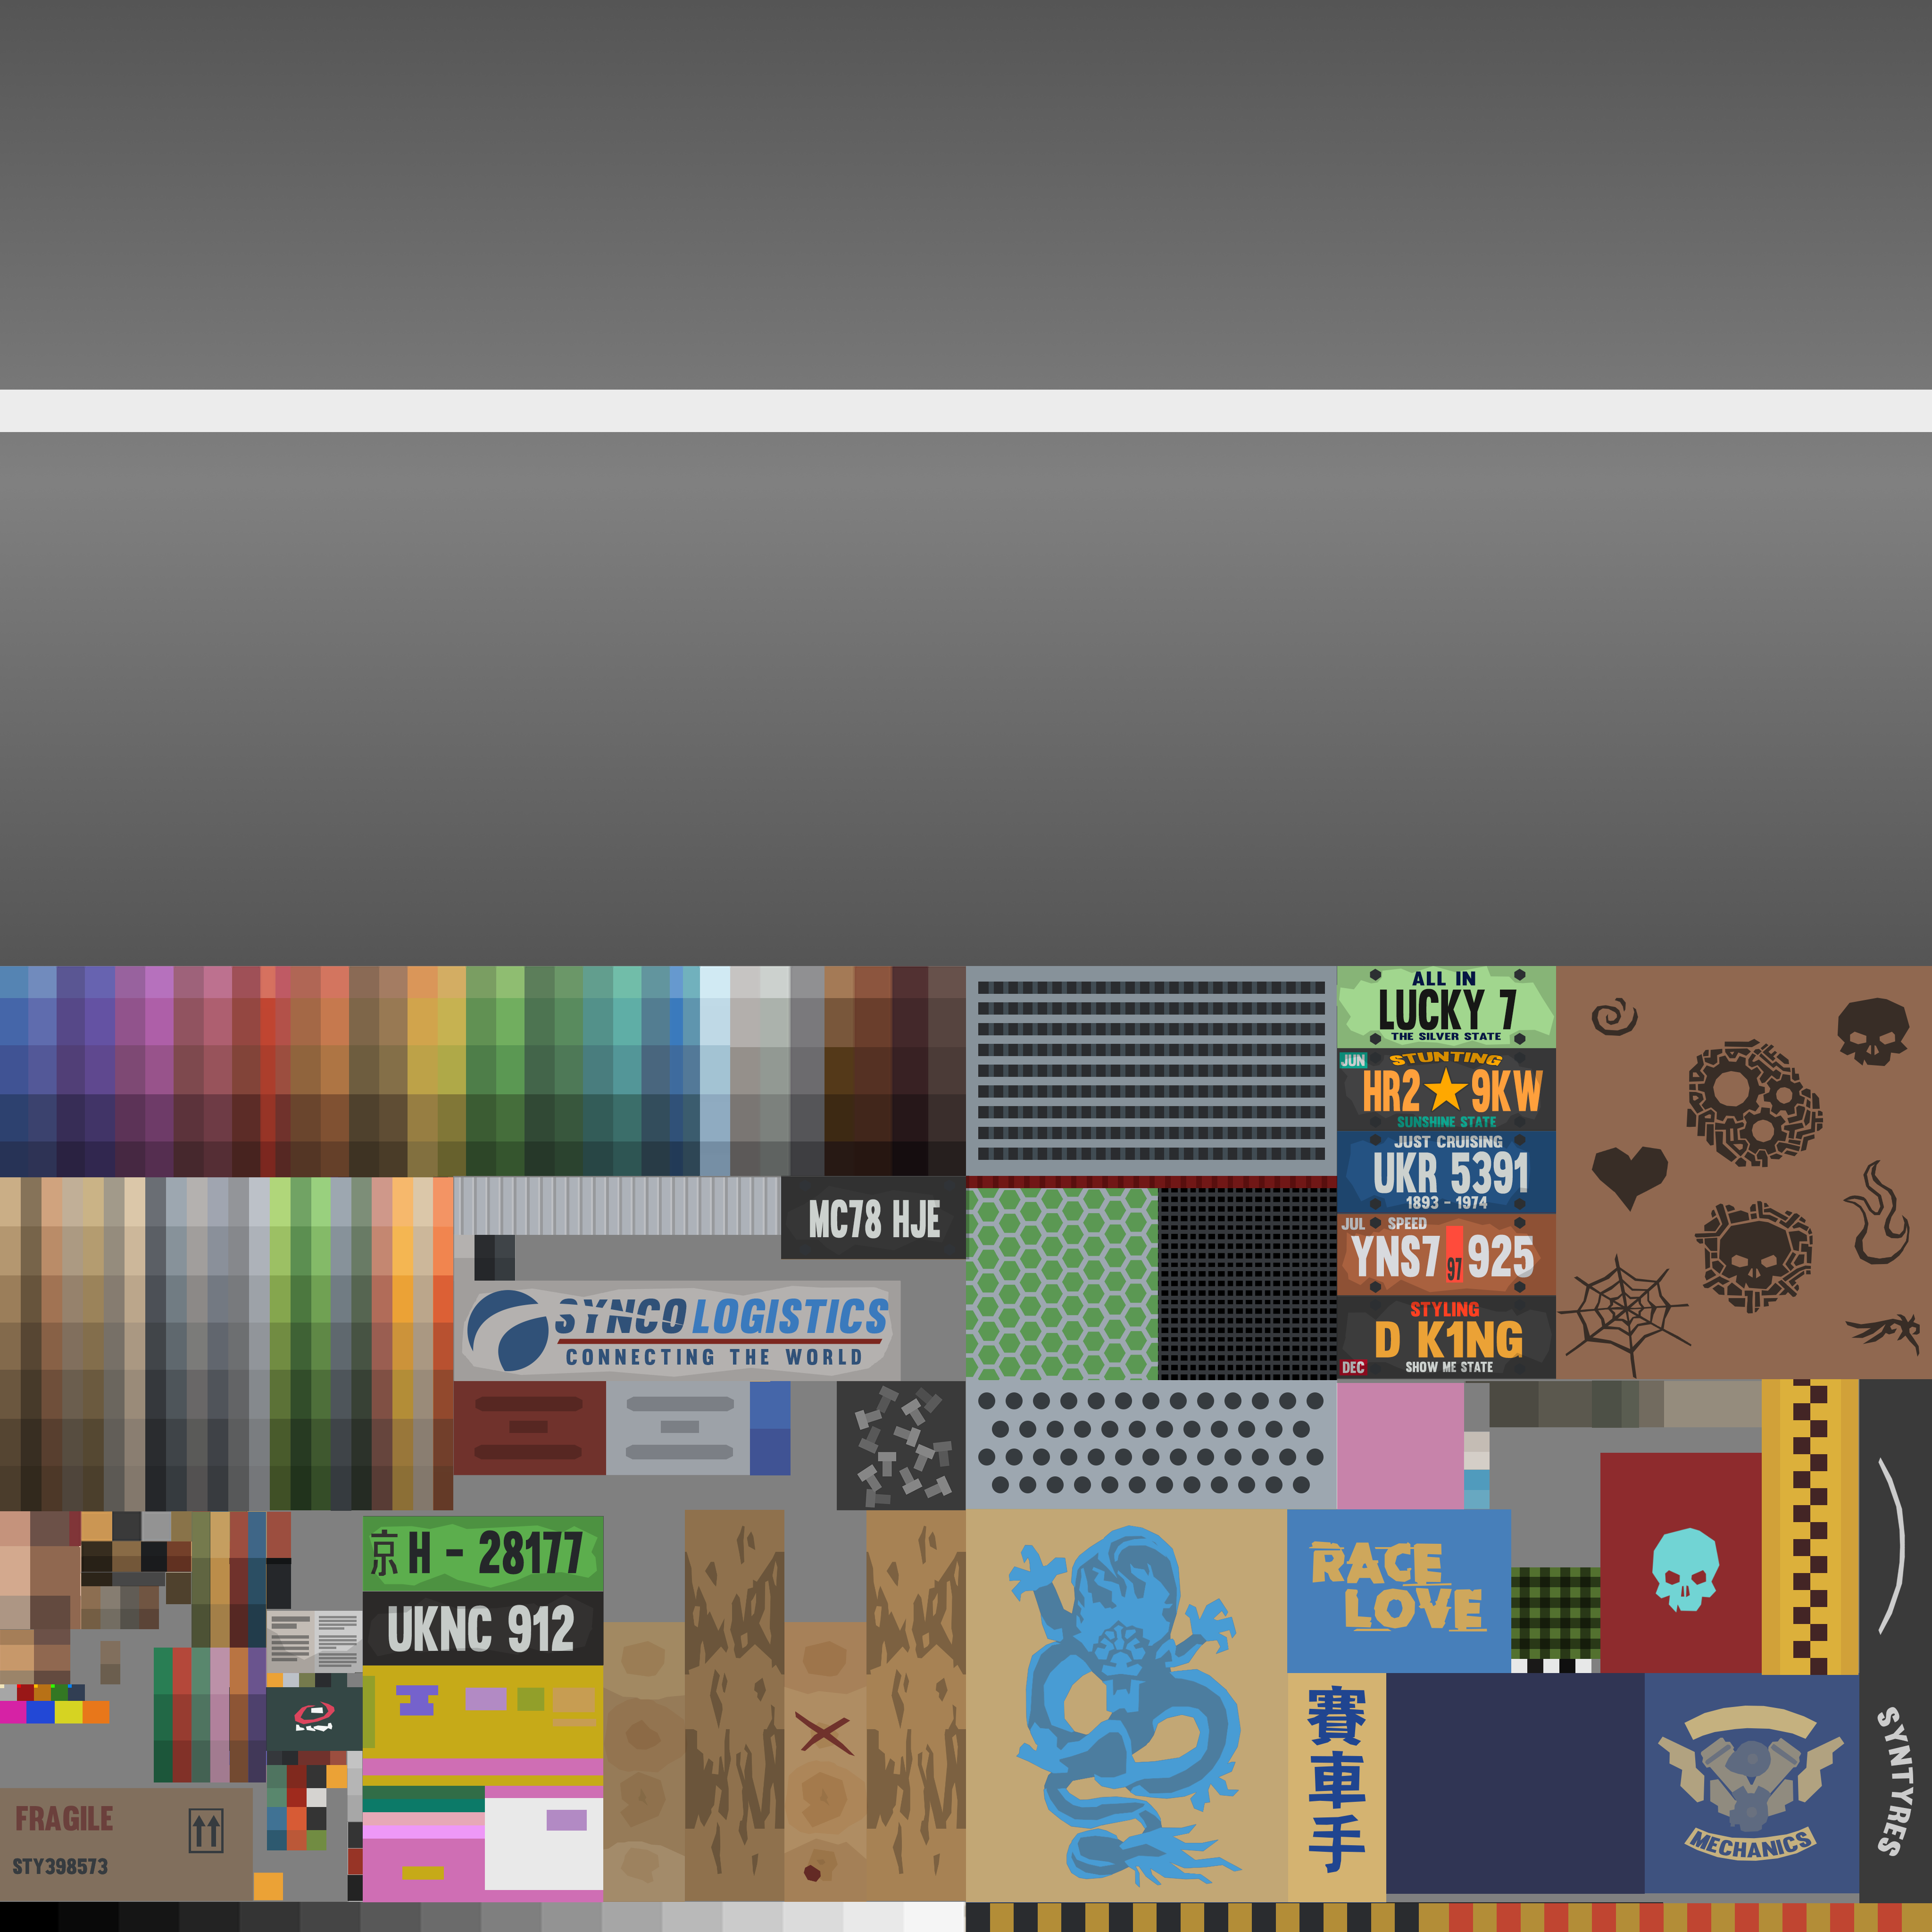 ALL IN
LUCKY 7
THE SILVER STATE
JUN
STUNTING
HR2 ★ 9KW
SUNSHINE STATE
JUST CRUISING
UKR 5391
1893 - 1974
JUL SPEED
YNS7 97 925
STYLING
D K1NG
DEC
SHOW ME STATE
MC78 HJE
SYNCO LOGISTICS
CONNECTING THE WORLD
京H - 28177
UKNC 912
RACE
LOVE
賽
車
手
MECHANICS
SYNTYRES
FRAGILE
STY398573